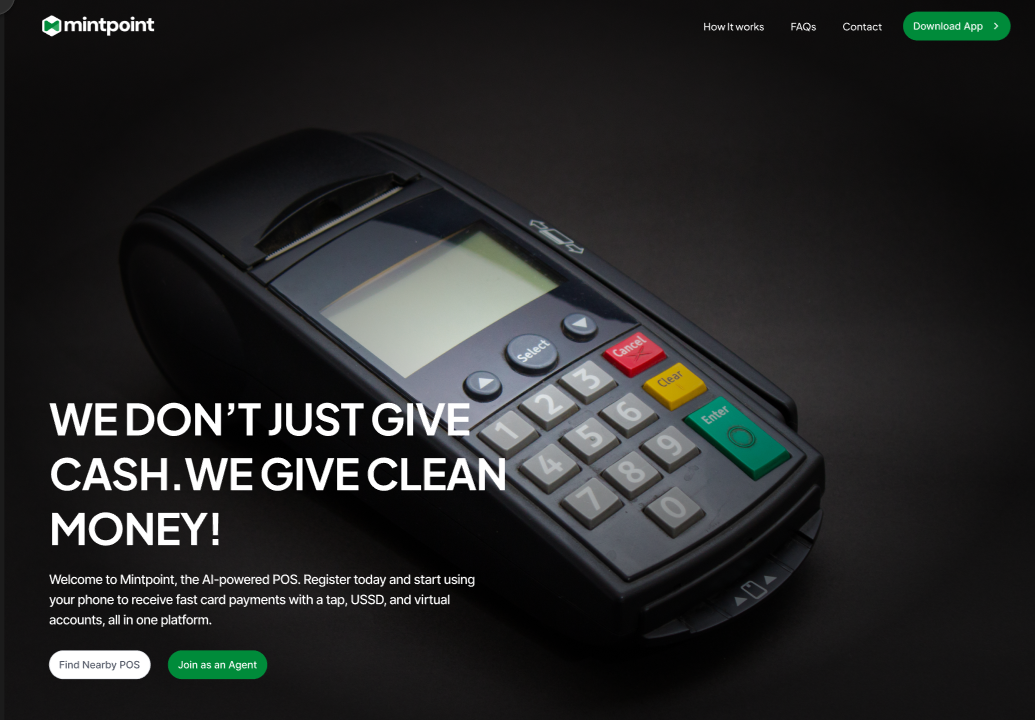 mintpoint
How It works
FAQs
Contact
Download App
Select
Cancel
Clear
Enter
1
2
3
4
5
6
7
8
9
0
WE DON’T JUST GIVE
CASH.WE GIVE CLEAN
MONEY!
Welcome to Mintpoint, the AI-powered POS. Register today and start using
your phone to receive fast card payments with a tap, USSD, and virtual
accounts, all in one platform.
Find Nearby POS
Join as an Agent